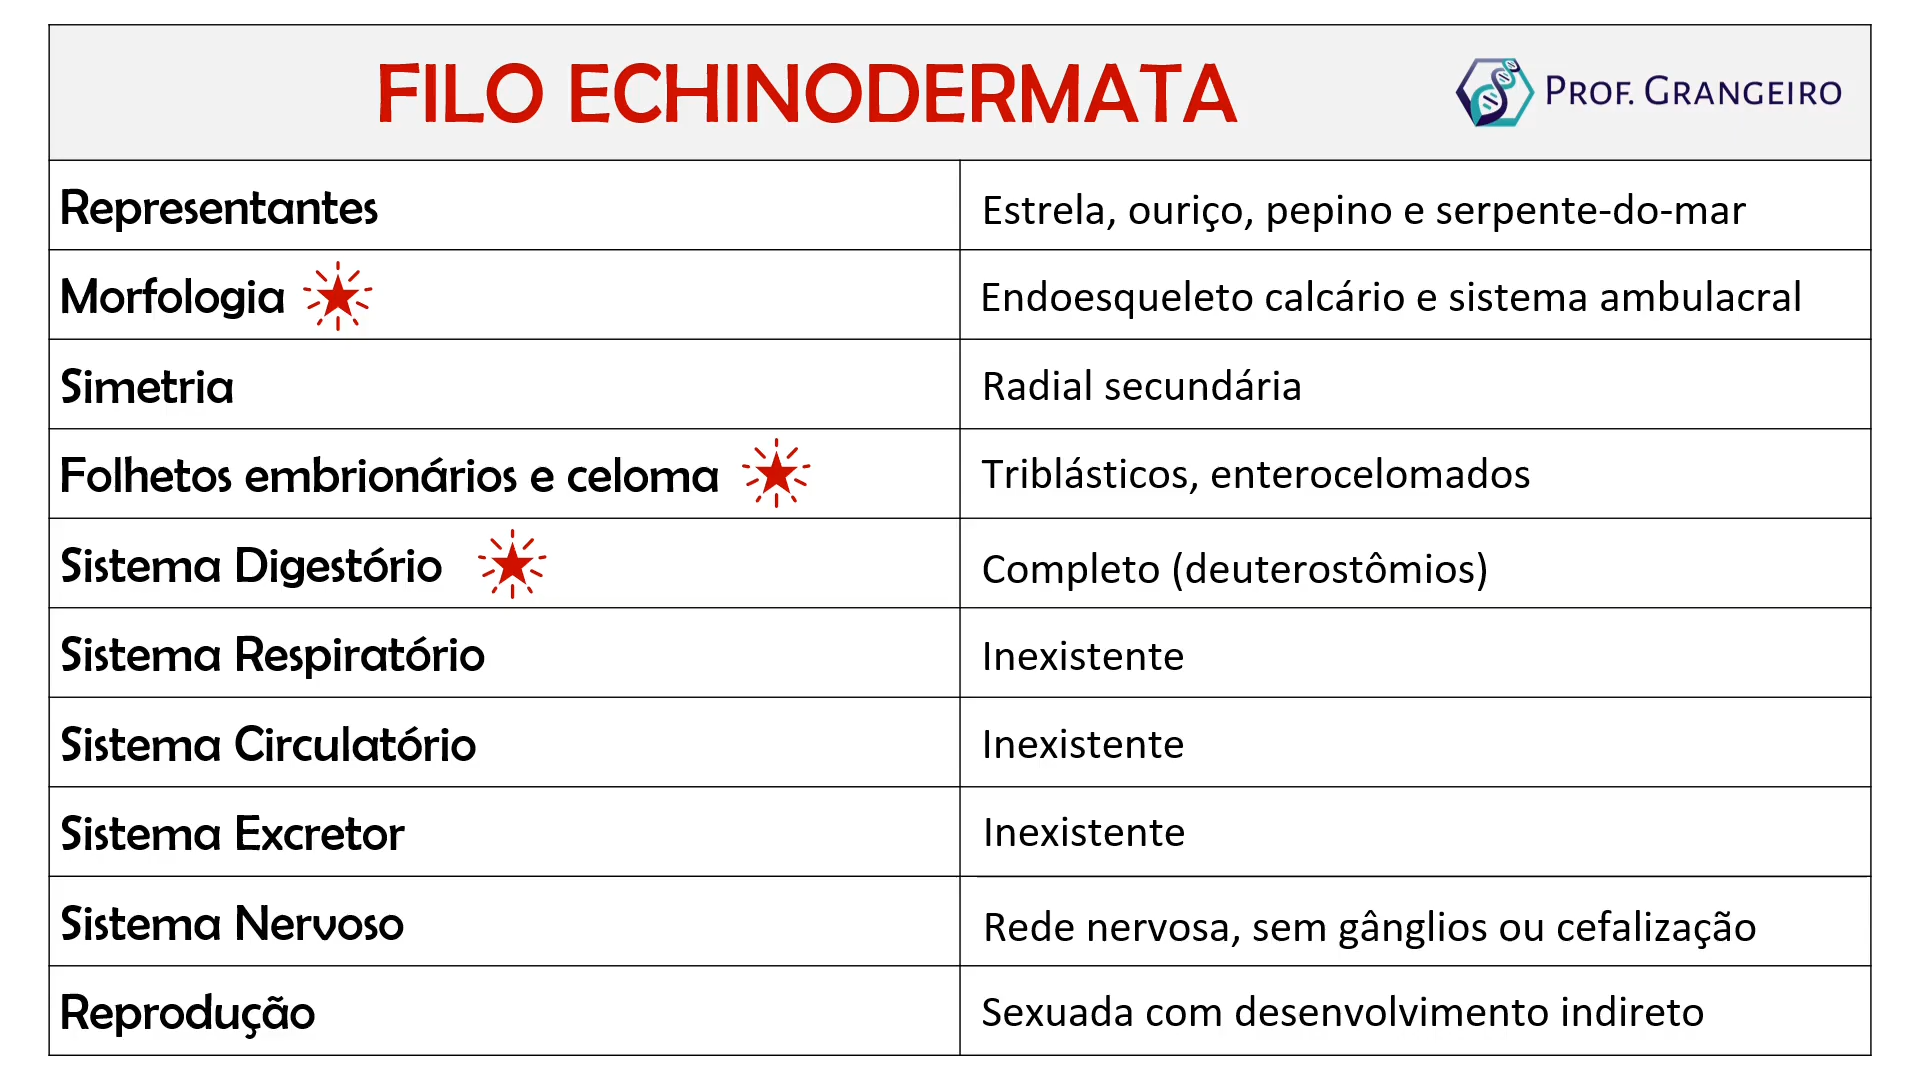 FILO ECHINODERMATA
PROF. GRANGEIRO
Representantes
Estrela, ouriço, pepino e serpente-do-mar
Morfologia
Endoesqueleto calcário e sistema ambulacral
Simetria
Radial secundária
Folhetos embrionários e celoma
Triblásticos, enterocelomados
Sistema Digestório
Completo (deuterostômios)
Sistema Respiratório
Inexistente
Sistema Circulatório
Inexistente
Sistema Excretor
Inexistente
Sistema Nervoso
Rede nervosa, sem gânglios ou cefalização
Reprodução
Sexuada com desenvolvimento indireto